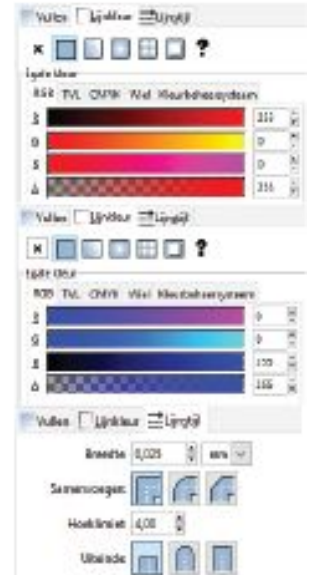 Vullen Lijnkleur Lijnstijl
?
Egale kleur
RGB TVL CMYK Wiel Kleurbeheersysteem
R 255
G 0
B 0
A 255
Vullen Lijnkleur Lijnstijl
?
Egale kleur
RGB TVL CMYK Wiel Kleurbeheersysteem
R 0
G 0
B 255
A 255
Vullen Lijnkleur Lijnstijl
Breedte 0,025 mm
Samenvoegen:
Hoeklimiet 4,00
Uiteinde